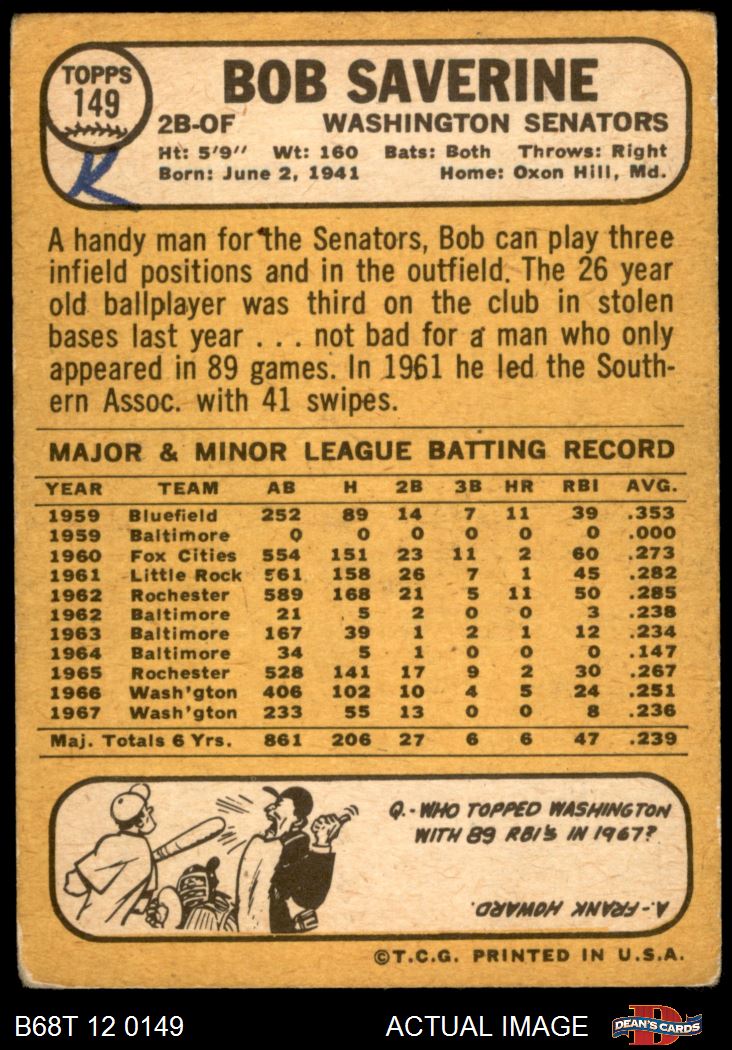 TOPPS
149
K
BOB SAVERINE
2B-OF WASHINGTON SENATORS
Ht: 5'9" Wt: 160 Bats: Both Throws: Right
Born: June 2, 1941 Home: Oxon Hill, Md.
A handy man for the Senators, Bob can play three
infield positions and in the outfield. The 26 year
old ballplayer was third on the club in stolen
bases last year . . . not bad for a man who only
appeared in 89 games. In 1961 he led the South-
ern Assoc. with 41 swipes.
MAJOR & MINOR LEAGUE BATTING RECORD
YEAR TEAM AB H 2B 3B HR RBI AVG.
1959 Bluefield 252 89 14 7 11 39 .353
1959 Baltimore 0 0 0 0 0 0 .000
1960 Fox Cities 554 151 23 11 2 60 .273
1961 Little Rock 561 158 26 7 1 45 .282
1962 Rochester 589 168 21 5 11 50 .285
1962 Baltimore 21 5 2 0 0 3 .238
1963 Baltimore 167 39 1 2 1 12 .234
1964 Baltimore 34 5 1 0 0 0 .147
1965 Rochester 528 141 17 9 2 30 .267
1966 Wash'gton 406 102 10 4 5 24 .251
1967 Wash'gton 233 55 13 0 0 8 .236
Maj. Totals 6 Yrs. 861 206 27 6 6 47 .239
Q.-WHO TOPPED WASHINGTON
WITH 89 RBI'S IN 1967?
A.-FRANK HOWARD.
©T.C.G. PRINTED IN U.S.A.
B68T 12 0149 ACTUAL IMAGE DEAN'S CARDS